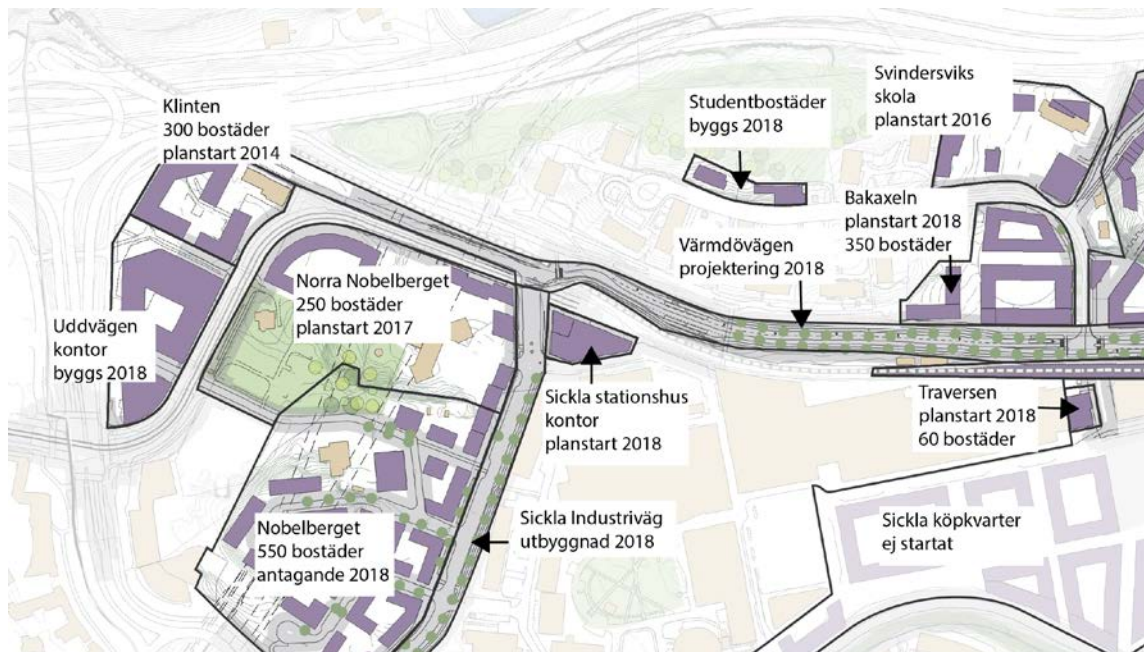 Klinten
300 bostäder
planstart 2014
Studentbostäder
byggs 2018
Svindersviks
skola
planstart 2016
Bakaxeln
planstart 2018
350 bostäder
Värmdövägen
projektering 2018
Norra Nobelberget
250 bostäder
planstart 2017
Uddvägen
kontor
byggs 2018
Sickla stationshus
kontor
planstart 2018
Traversen
planstart 2018
60 bostäder
Nobelberget
550 bostäder
antagande 2018
Sickla Industriväg
utbyggnad 2018
Sickla köpkvarter
ej startat